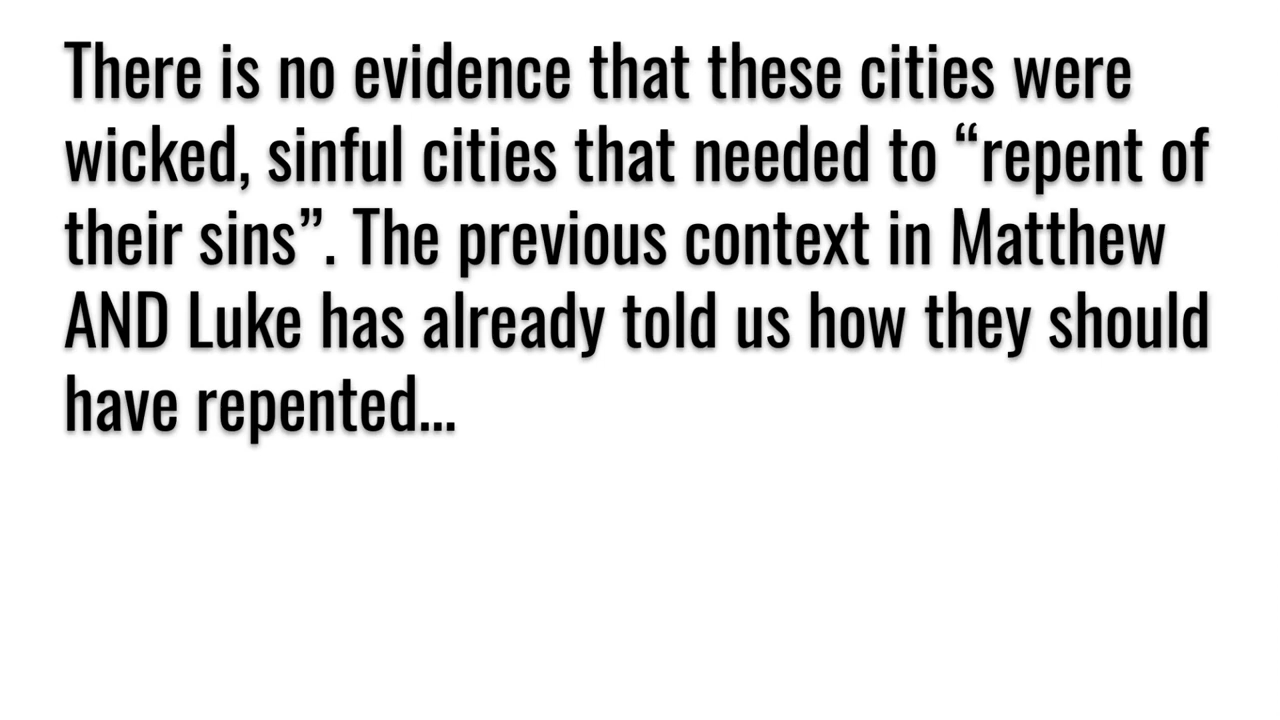 There is no evidence that these cities were
wicked, sinful cities that needed to “repent of
their sins”. The previous context in Matthew
AND Luke has already told us how they should
have repented...